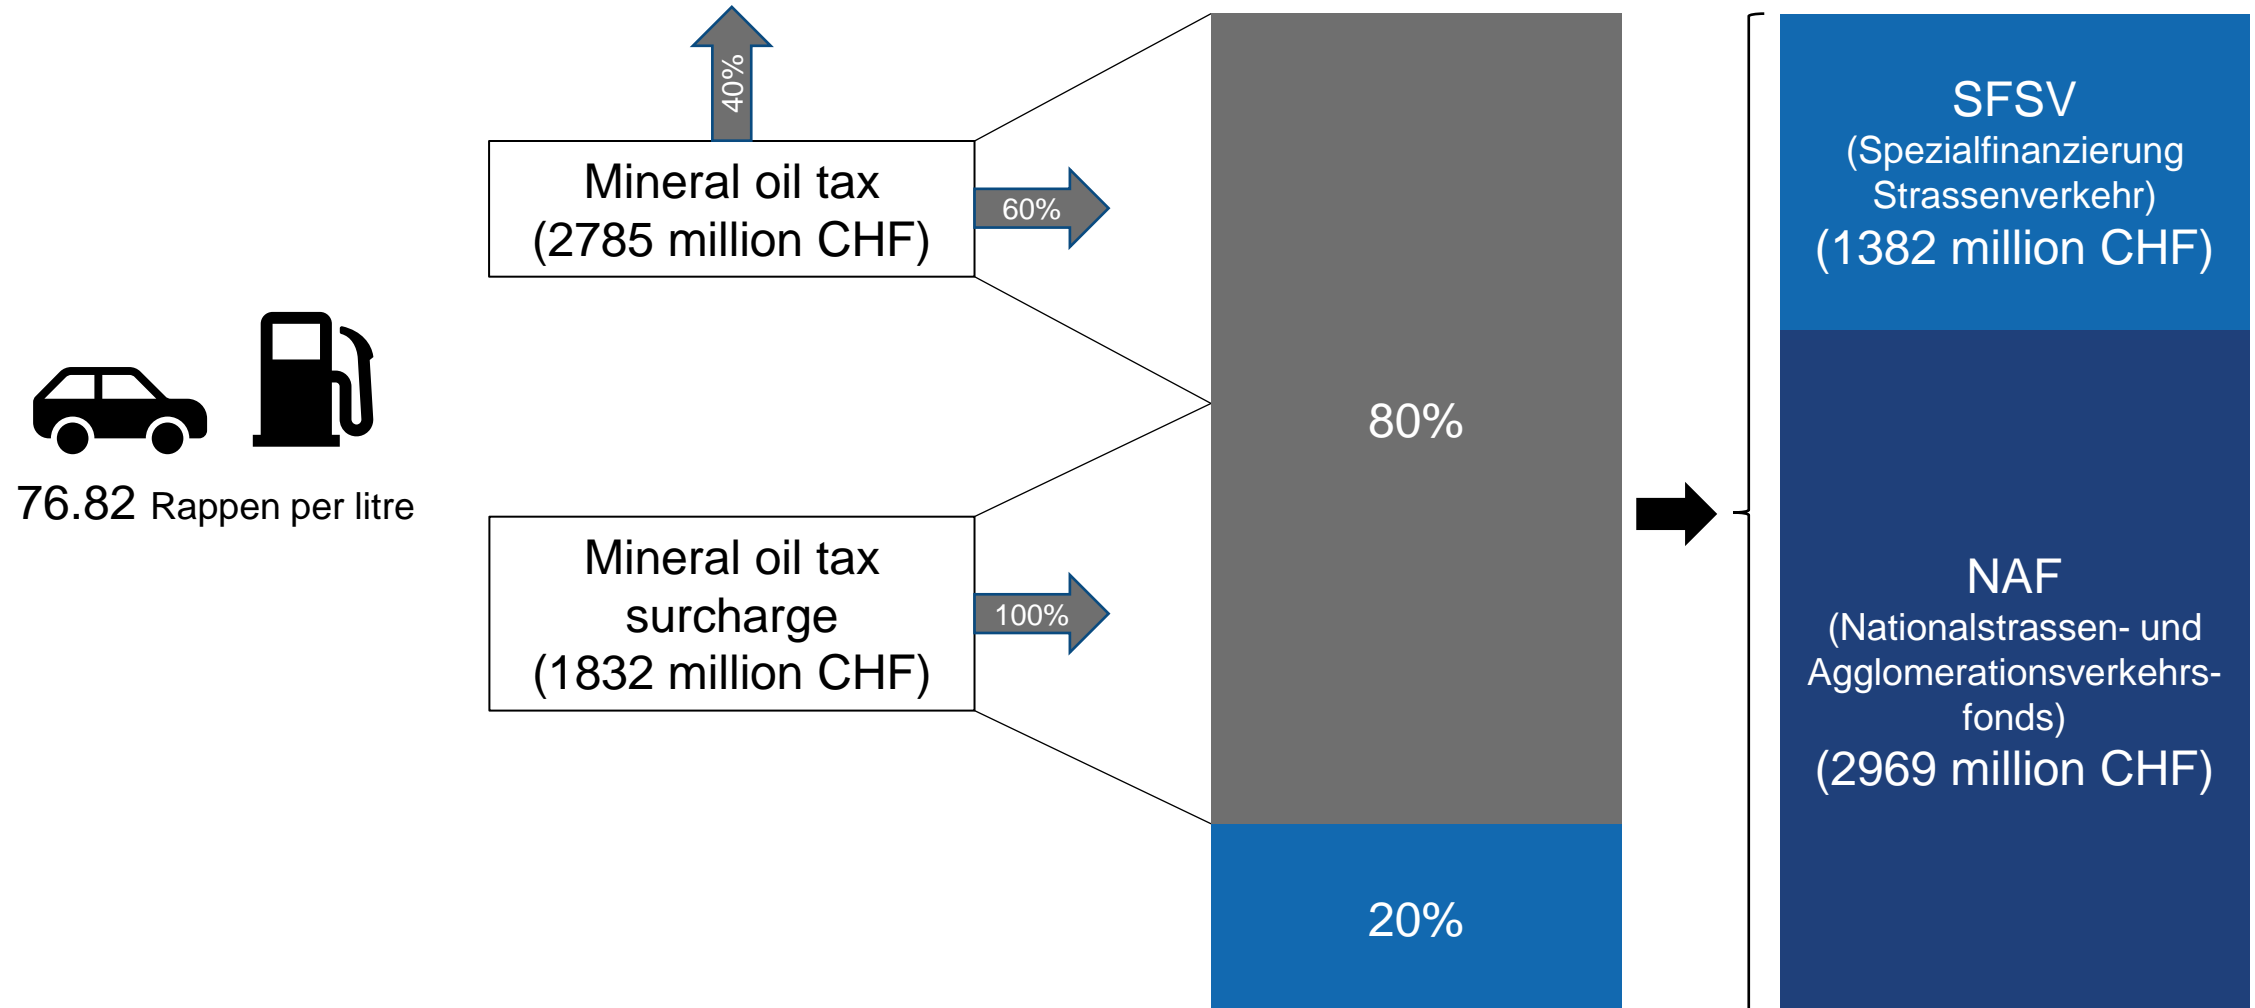 40%
Mineral oil tax
(2785 million CHF)
60%
76.82 Rappen per litre
Mineral oil tax
surcharge
(1832 million CHF)
100%
80%
20%
SFSV
(Spezialfinanzierung
Strassenverkehr)
(1382 million CHF)
NAF
(Nationalstrassen- und
Agglomerationsverkehrs-
fonds)
(2969 million CHF)